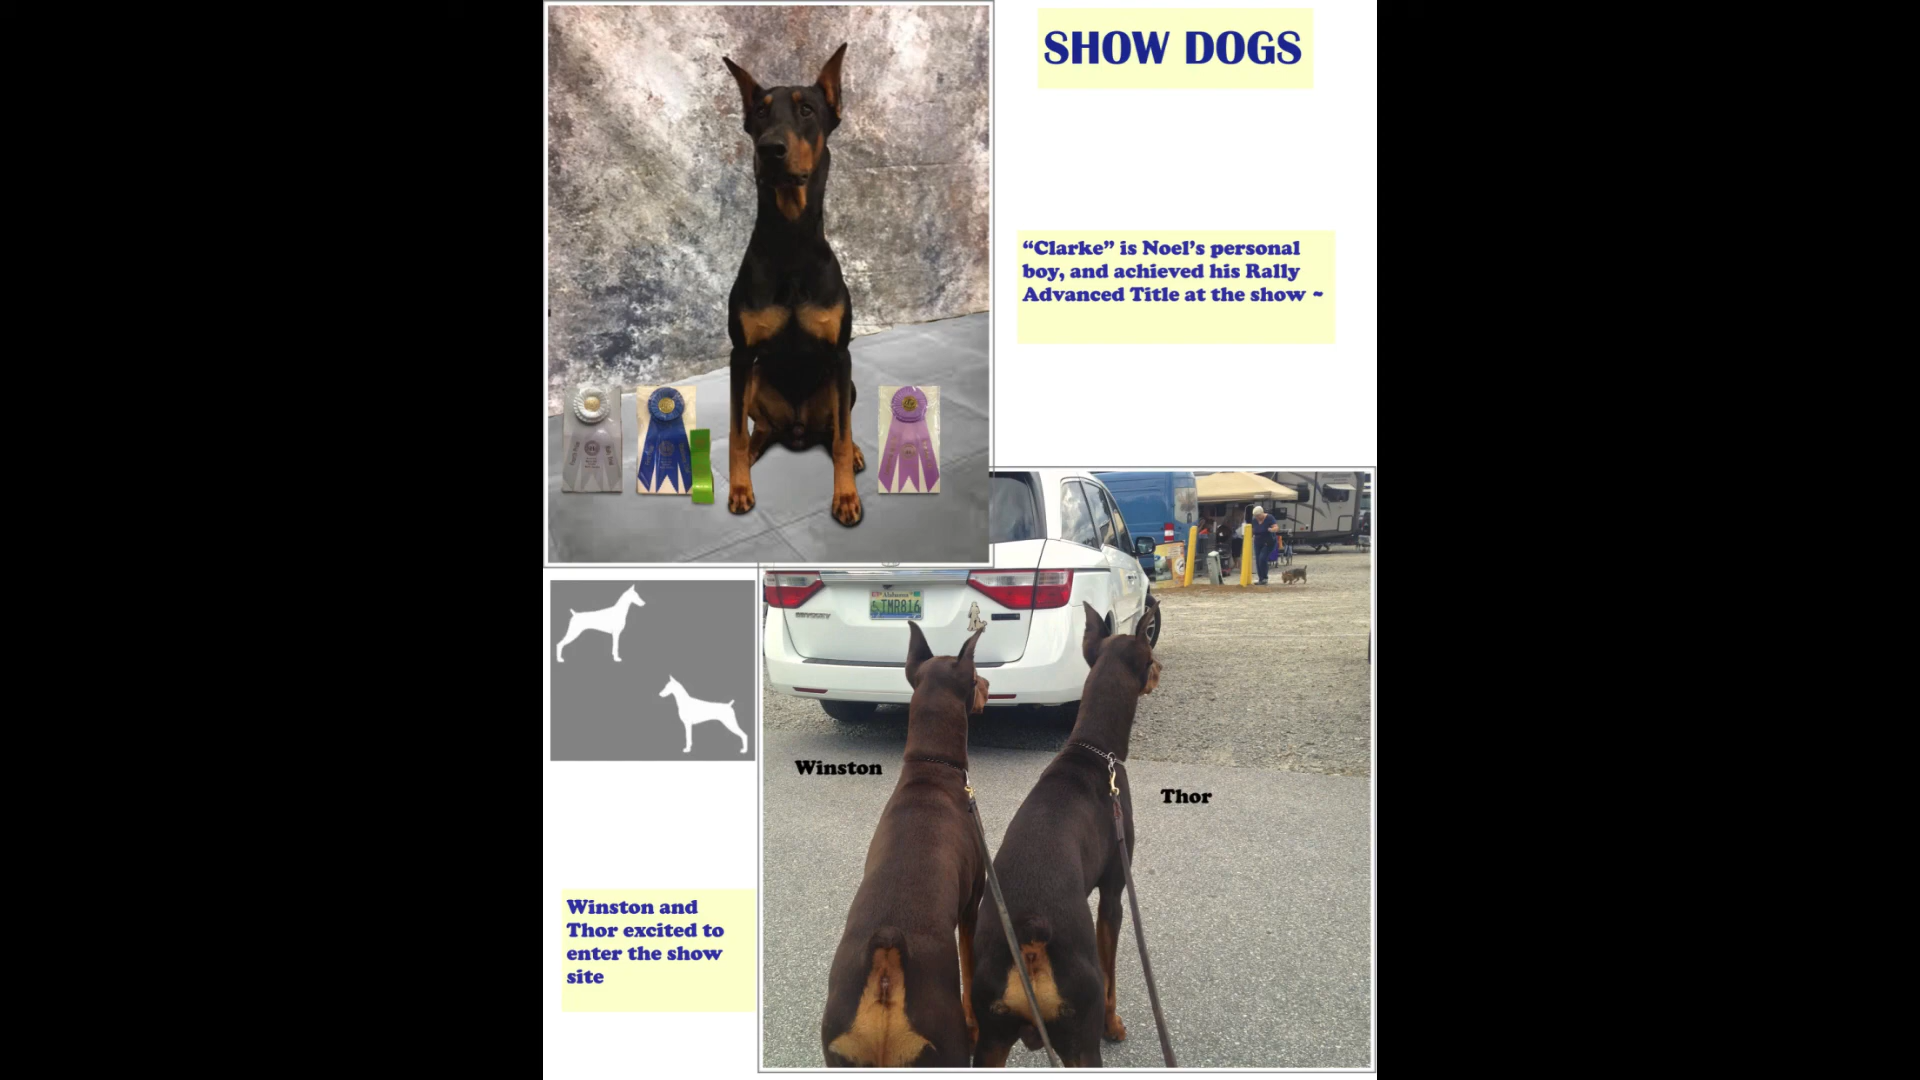 SHOW DOGS
“Clarke” is Noel’s personal
boy, and achieved his Rally
Advanced Title at the show ~
Alabama
Winston
Thor
Winston and
Thor excited to
enter the show
site